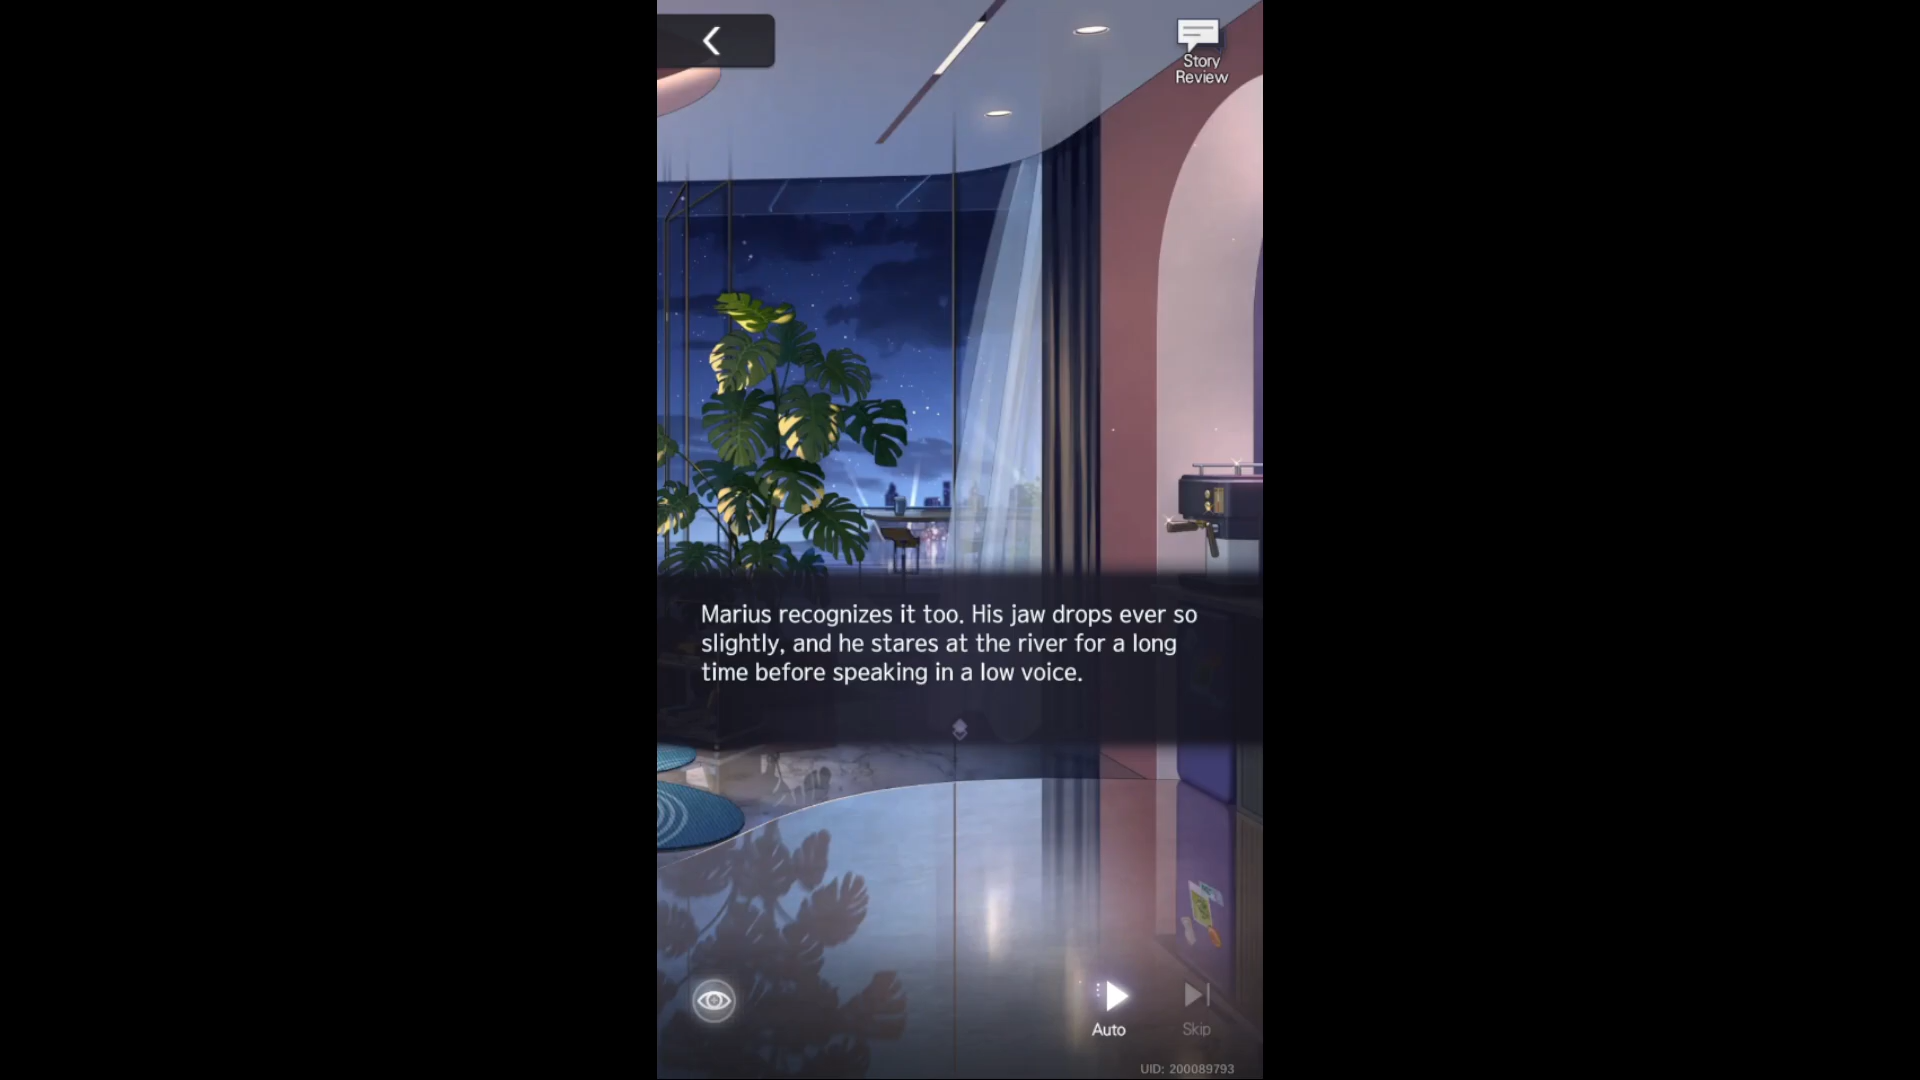 Story
Review
Marius recognizes it too. His jaw drops ever so
slightly, and he stares at the river for a long
time before speaking in a low voice.
Auto
Skip
UID: 200089793